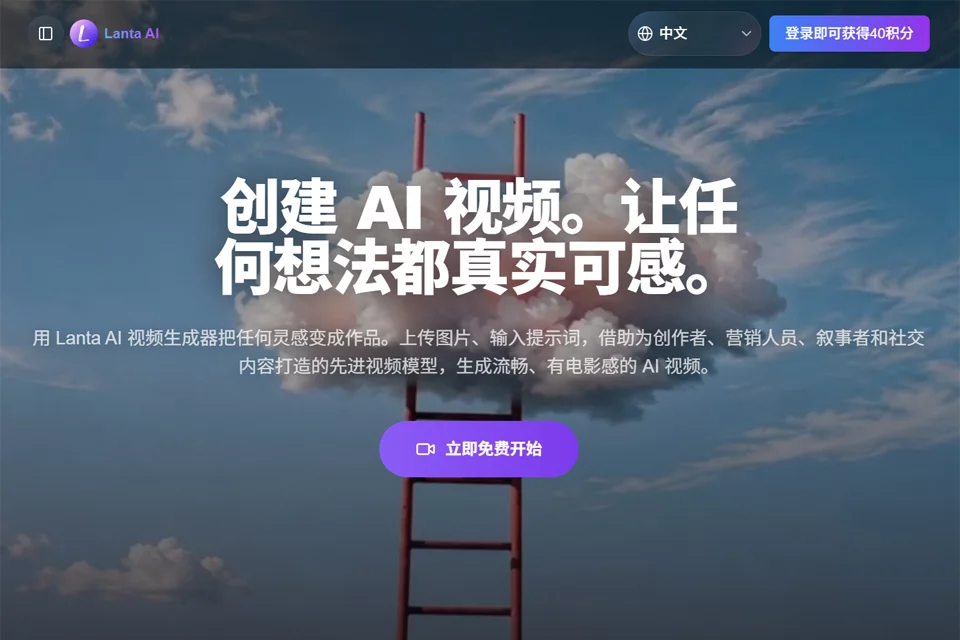 Lanta AI
中文
登录即可获得40积分
创建 AI 视频。让任
何想法都真实可感。
用 Lanta AI 视频生成器把任何灵感变成作品。上传图片、输入提示词，借助为创作者、营销人员、叙事者和社交
内容打造的先进视频模型，生成流畅、有电影感的 AI 视频。
立即免费开始